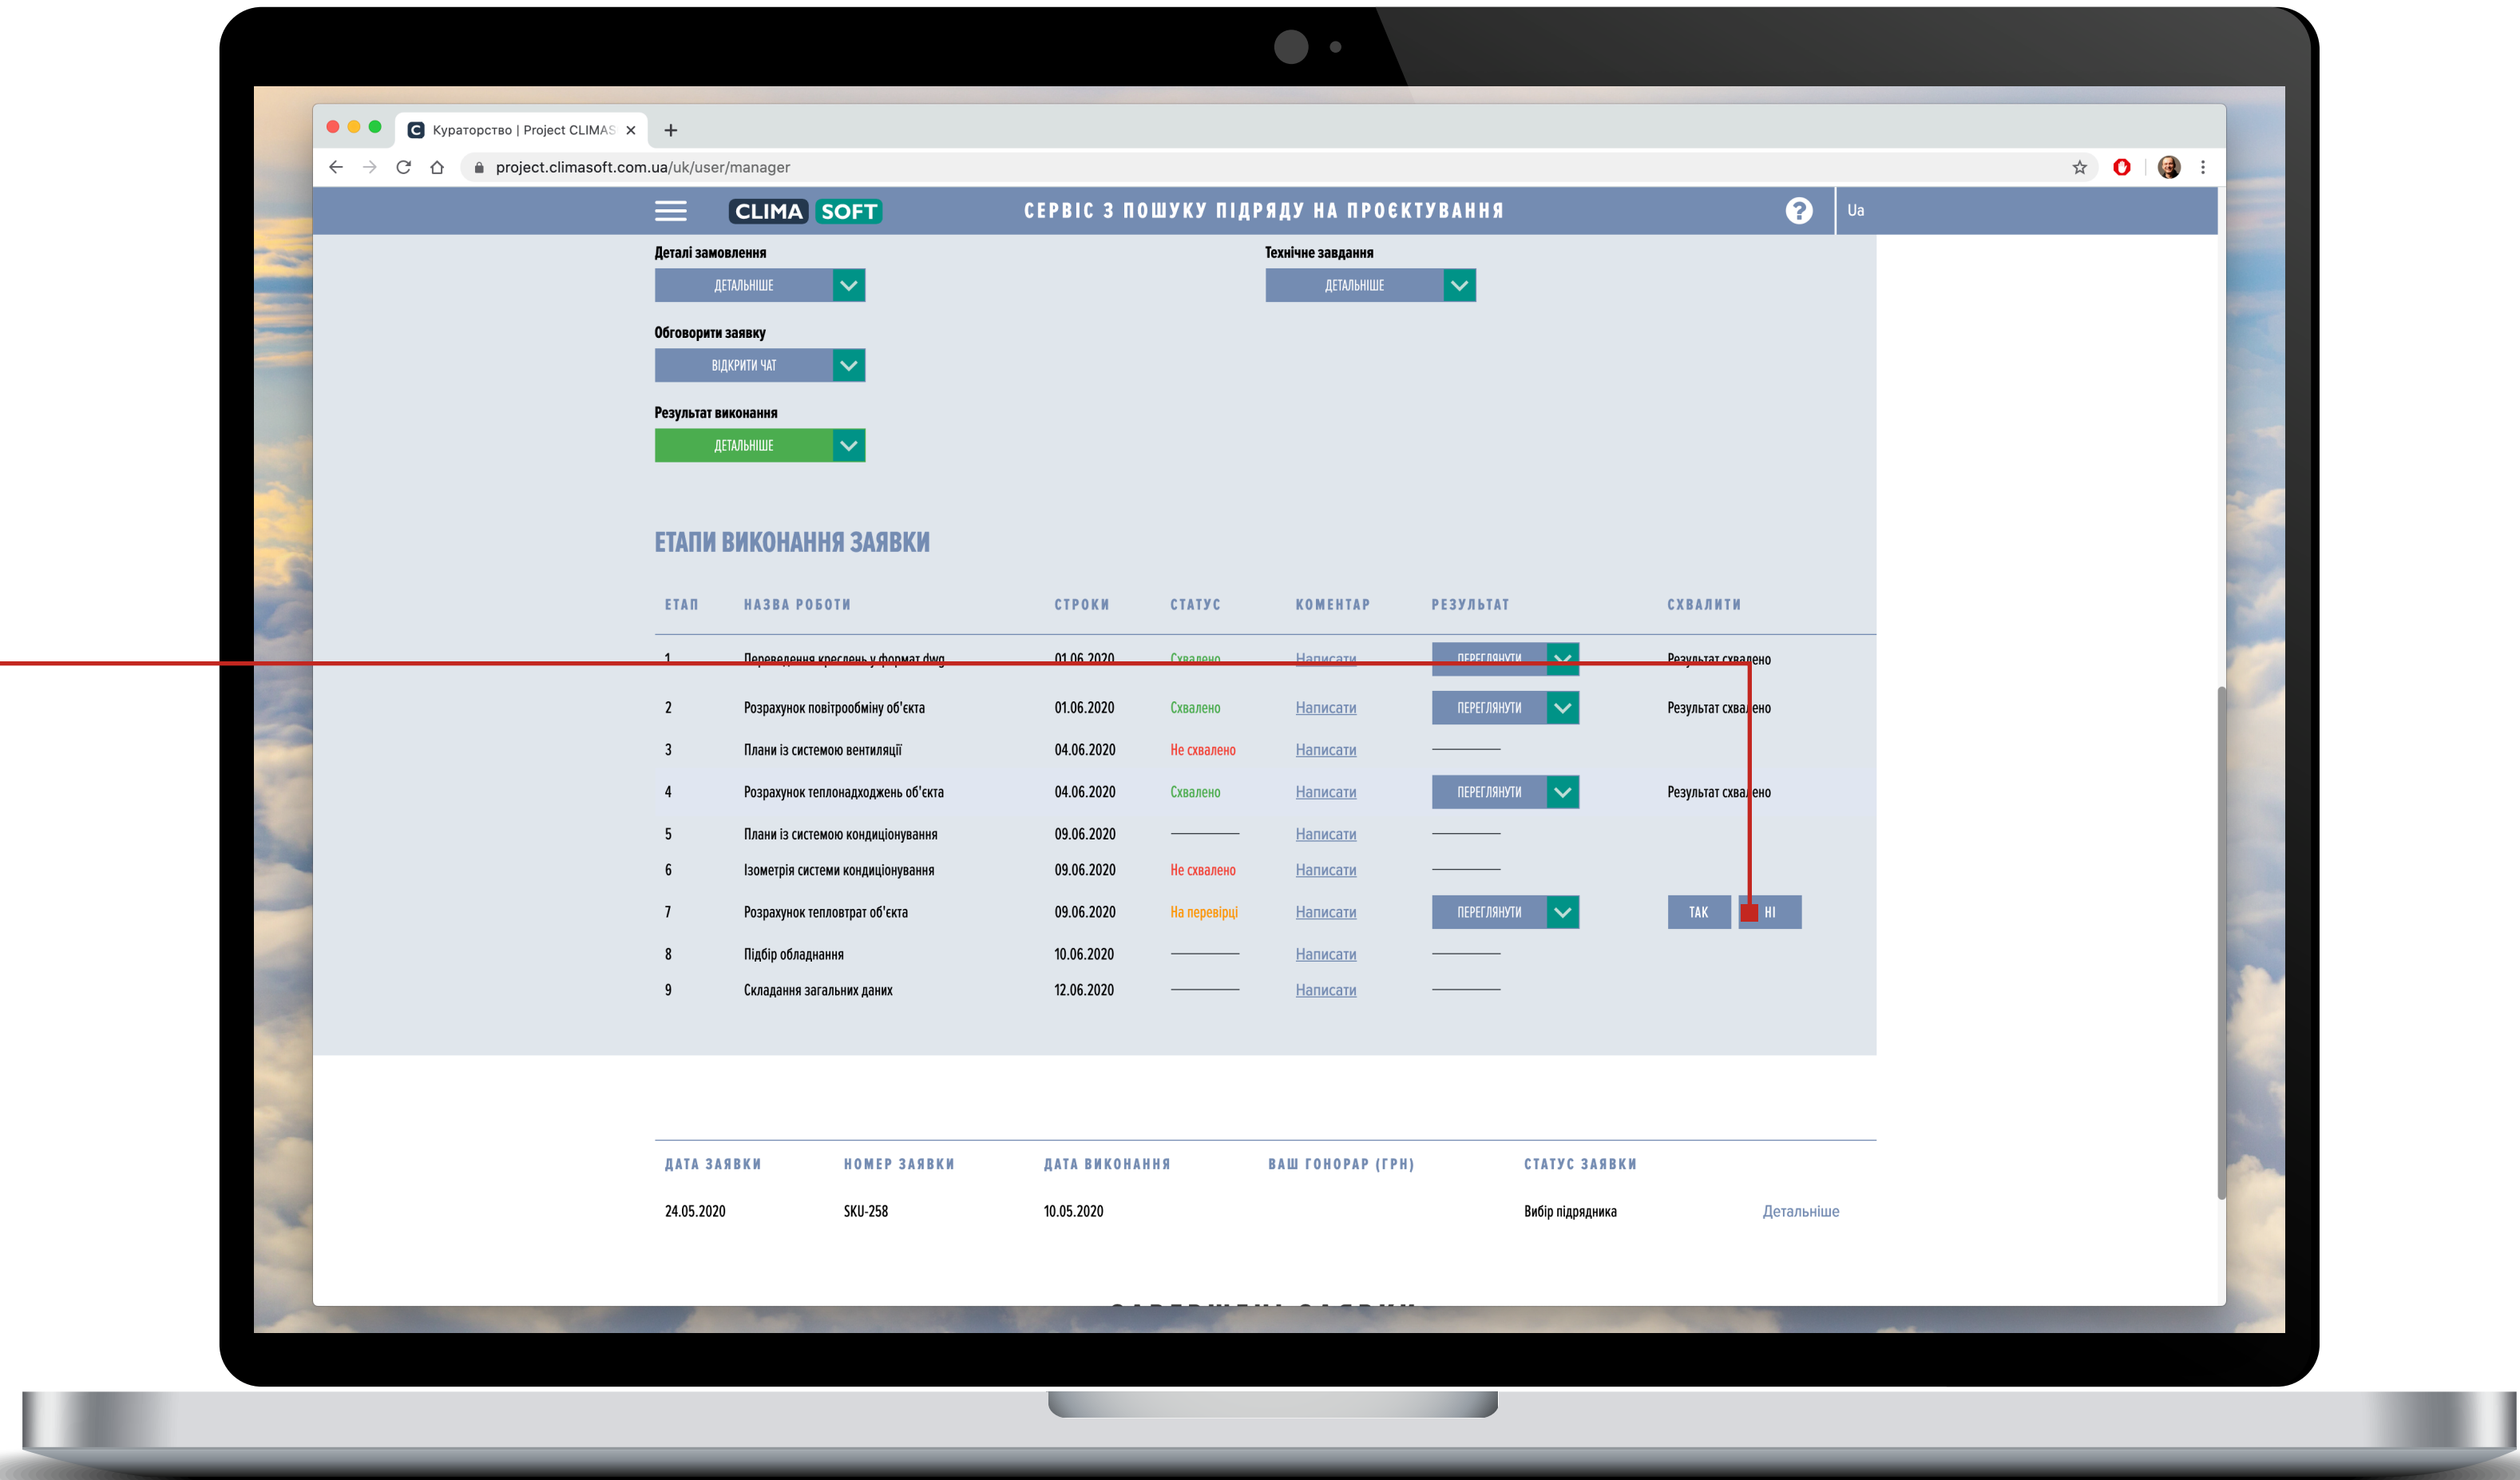 Кураторство | Project CLIMAS
project.climasoft.com.ua/uk/user/manager
CLIMA SOFT
СЕРВІС З ПОШУКУ ПІДРЯДУ НА ПРОЄКТУВАННЯ
Ua
Деталі замовлення Технічне завдання
ДЕТАЛЬНІШЕ ДЕТАЛЬНІШЕ
Обговорити заявку
ВІДКРИТИ ЧАТ
Результат виконання
ДЕТАЛЬНІШЕ
ЕТАПИ ВИКОНАННЯ ЗАЯВКИ
ЕТАП НАЗВА РОБОТИ СТРОКИ СТАТУС КОМЕНТАР РЕЗУЛЬТАТ СХВАЛИТИ
1 Переведення креслень у формат dwg 01.06.2020 Схвалено Написати ПЕРЕГЛЯНУТИ Результат схвалено
2 Розрахунок повітрообміну об'єкта 01.06.2020 Схвалено Написати ПЕРЕГЛЯНУТИ Результат схвалено
3 Плани із системою вентиляції 04.06.2020 Не схвалено Написати
4 Розрахунок теплонадходжень об'єкта 04.06.2020 Схвалено Написати ПЕРЕГЛЯНУТИ Результат схвалено
5 Плани із системою кондиціонування 09.06.2020 Написати
6 Ізометрія системи кондиціонування 09.06.2020 Не схвалено Написати
7 Розрахунок тепловтрат об'єкта 09.06.2020 На перевірці Написати ПЕРЕГЛЯНУТИ ТАК НІ
8 Підбір обладнання 10.06.2020 Написати
9 Складання загальних даних 12.06.2020 Написати
ДАТА ЗАЯВКИ НОМЕР ЗАЯВКИ ДАТА ВИКОНАННЯ ВАШ ГОНОРАР (ГРН) СТАТУС ЗАЯВКИ
24.05.2020 SKU-258 10.05.2020 Вибір підрядника Детальніше